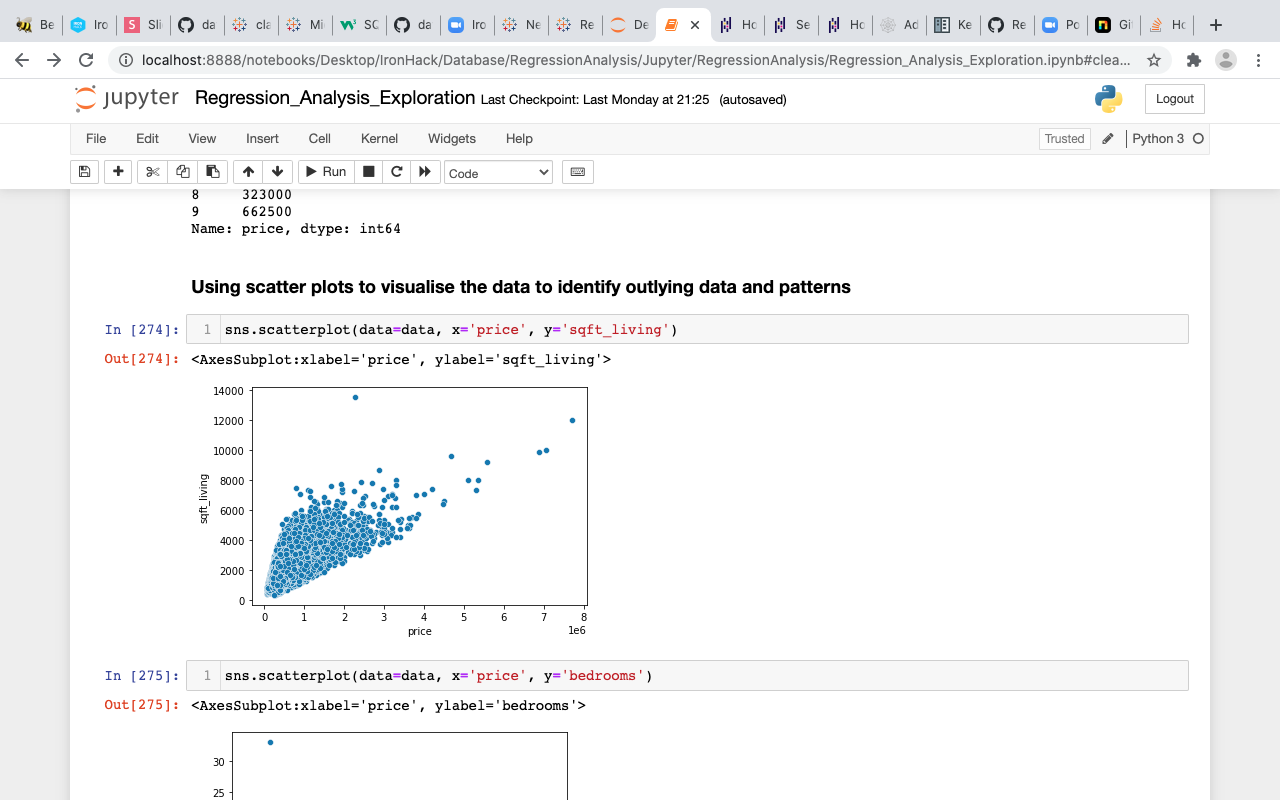 Be
Iro
S Sli
da
cla
Mi
SC
da
Iro
Ne
Re
De
Ho
Se
Ho
Ad
Ke
Re
Po
Gi
Ho
localhost:8888/notebooks/Desktop/IronHack/Database/RegressionAnalysis/Jupyter/RegressionAnalysis/Regression_Analysis_Exploration.ipynb#clea...
jupyter Regression_Analysis_Exploration Last Checkpoint: Last Monday at 21:25 (autosaved)
Logout
File Edit View Insert Cell Kernel Widgets Help
Trusted
Python 3
Run
Code
8 323000
9 662500
Name: price, dtype: int64
Using scatter plots to visualise the data to identify outlying data and patterns
In [274]: 1 sns.scatterplot(data=data, x='price', y='sqft_living')
Out[274]: <AxesSubplot:xlabel='price', ylabel='sqft_living'>
14000
12000
10000
8000
6000
4000
2000
0
sqft_living
0 1 2 3 4 5 6 7 8
price
1e6
In [275]: 1 sns.scatterplot(data=data, x='price', y='bedrooms')
Out[275]: <AxesSubplot:xlabel='price', ylabel='bedrooms'>
30
25